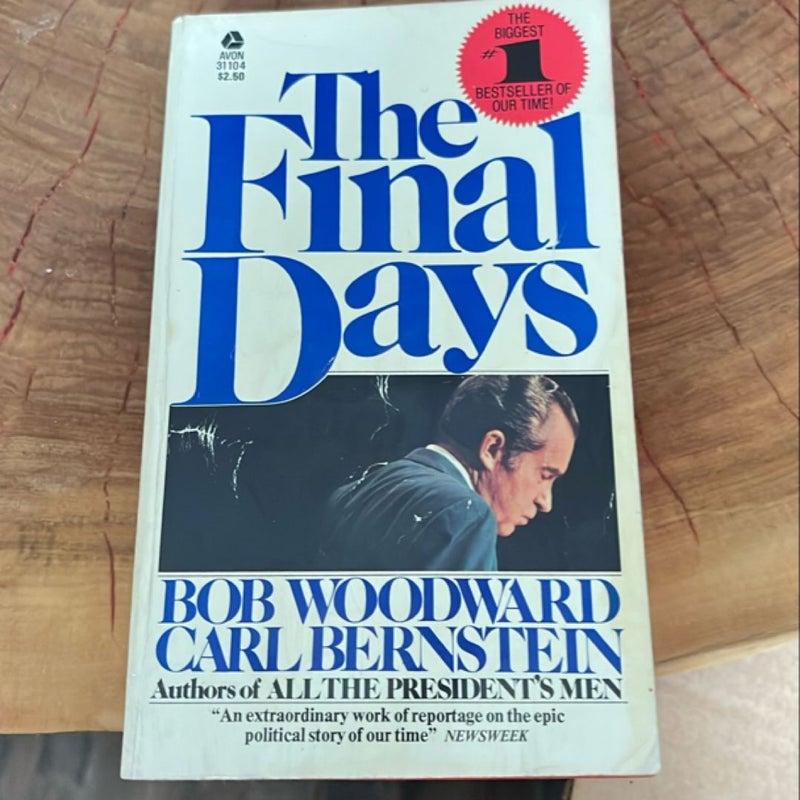 AVON
31104
$2.50
THE
BIGGEST
#1
BESTSELLER OF
OUR TIME!
The
Final
Days
BOB WOODWARD
CARL BERNSTEIN
Authors of ALL THE PRESIDENT'S MEN
“An extraordinary work of reportage on the epic
political story of our time” NEWSWEEK